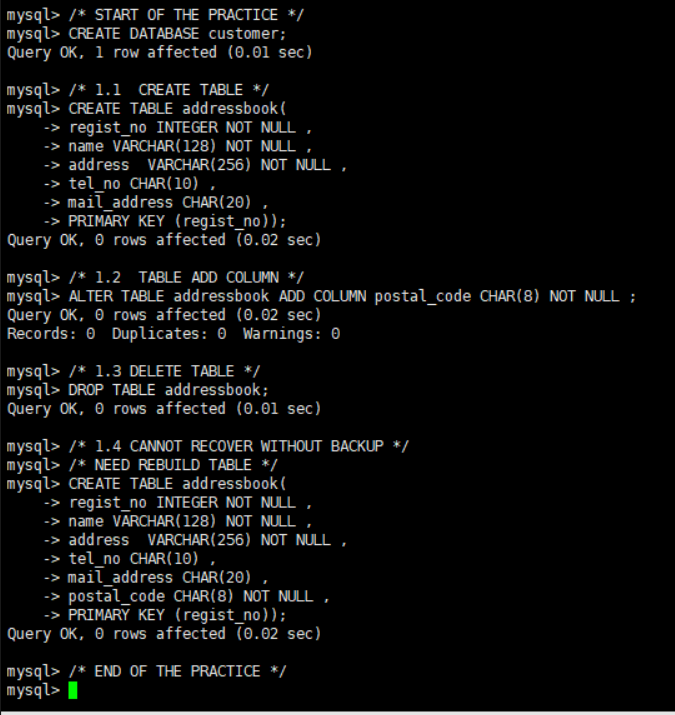 mysql> /* START OF THE PRACTICE */
mysql> CREATE DATABASE customer;
Query OK, 1 row affected (0.01 sec)
mysql> /* 1.1  CREATE TABLE */
mysql> CREATE TABLE addressbook(
    -> regist_no INTEGER NOT NULL ,
    -> name VARCHAR(128) NOT NULL ,
    -> address  VARCHAR(256) NOT NULL ,
    -> tel_no CHAR(10) ,
    -> mail_address CHAR(20) ,
    -> PRIMARY KEY (regist_no));
Query OK, 0 rows affected (0.02 sec)
mysql> /* 1.2  TABLE ADD COLUMN */
mysql> ALTER TABLE addressbook ADD COLUMN postal_code CHAR(8) NOT NULL ;
Query OK, 0 rows affected (0.02 sec)
Records: 0  Duplicates: 0  Warnings: 0
mysql> /* 1.3 DELETE TABLE */
mysql> DROP TABLE addressbook;
Query OK, 0 rows affected (0.01 sec)
mysql> /* 1.4 CANNOT RECOVER WITHOUT BACKUP */
mysql> /* NEED REBUILD TABLE */
mysql> CREATE TABLE addressbook(
    -> regist_no INTEGER NOT NULL ,
    -> name VARCHAR(128) NOT NULL ,
    -> address  VARCHAR(256) NOT NULL ,
    -> tel_no CHAR(10) ,
    -> mail_address CHAR(20) ,
    -> postal_code CHAR(8) NOT NULL ,
    -> PRIMARY KEY (regist_no));
Query OK, 0 rows affected (0.02 sec)
mysql> /* END OF THE PRACTICE */
mysql>